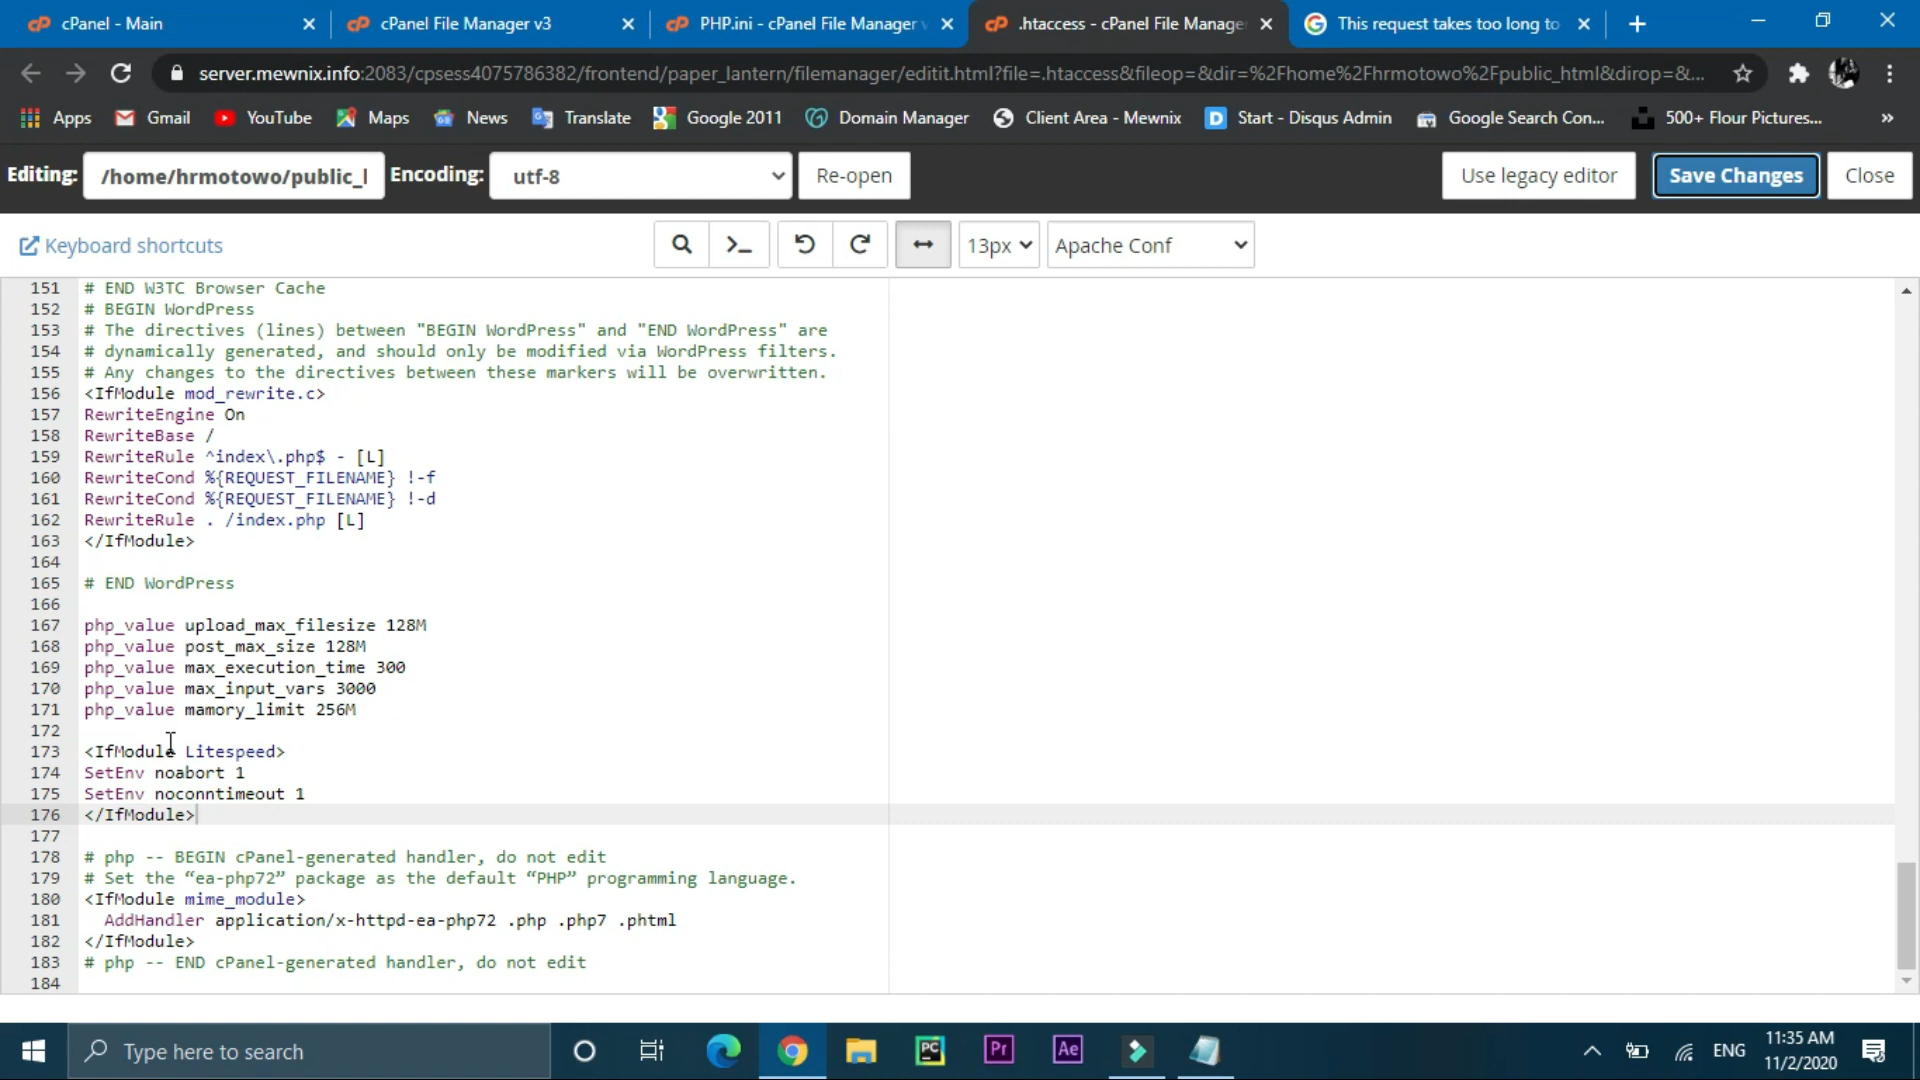 cPanel - Main
cPanel File Manager v3
PHP.ini - cPanel File Manager v
.htaccess - cPanel File Manage
This request takes too long to
server.mewnix.info:2083/cpsess4075786382/frontend/paper_lantern/filemanager/editit.html?file=.htaccess&fileop=&dir=%2Fhome%2Fhrmotowo%2Fpublic_html&dirop=&...
Apps
Gmail
YouTube
Maps
News
Translate
Google 2011
Domain Manager
Client Area - Mewnix
Start - Disqus Admin
Google Search Con...
500+ Flour Pictures...
»
Editing:
/home/hrmotowo/public_l
Encoding:
utf-8
Re-open
Use legacy editor
Save Changes
Close
Keyboard shortcuts
13px
Apache Conf
151 # END W3TC Browser Cache
152 # BEGIN WordPress
153 # The directives (lines) between "BEGIN WordPress" and "END WordPress" are
154 # dynamically generated, and should only be modified via WordPress filters.
155 # Any changes to the directives between these markers will be overwritten.
156 <IfModule mod_rewrite.c>
157 RewriteEngine On
158 RewriteBase /
159 RewriteRule ^index\.php$ - [L]
160 RewriteCond %{REQUEST_FILENAME} !-f
161 RewriteCond %{REQUEST_FILENAME} !-d
162 RewriteRule . /index.php [L]
163 </IfModule>
164
165 # END WordPress
166
167 php_value upload_max_filesize 128M
168 php_value post_max_size 128M
169 php_value max_execution_time 300
170 php_value max_input_vars 3000
171 php_value mamory_limit 256M
172
173 <IfModule Litespeed>
174 SetEnv noabort 1
175 SetEnv noconntimeout 1
176 </IfModule>
177
178 # php -- BEGIN cPanel-generated handler, do not edit
179 # Set the “ea-php72” package as the default “PHP” programming language.
180 <IfModule mime_module>
181 AddHandler application/x-httpd-ea-php72 .php .php7 .phtml
182 </IfModule>
183 # php -- END cPanel-generated handler, do not edit
184
Type here to search
PC
Pr
Ae
ENG
11:35 AM
11/2/2020